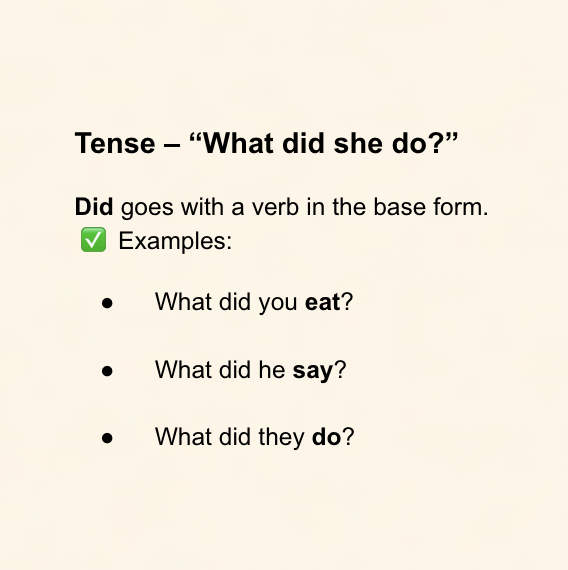 Tense – “What did she do?”
Did goes with a verb in the base form.
✅ Examples:
● What did you eat?
● What did he say?
● What did they do?